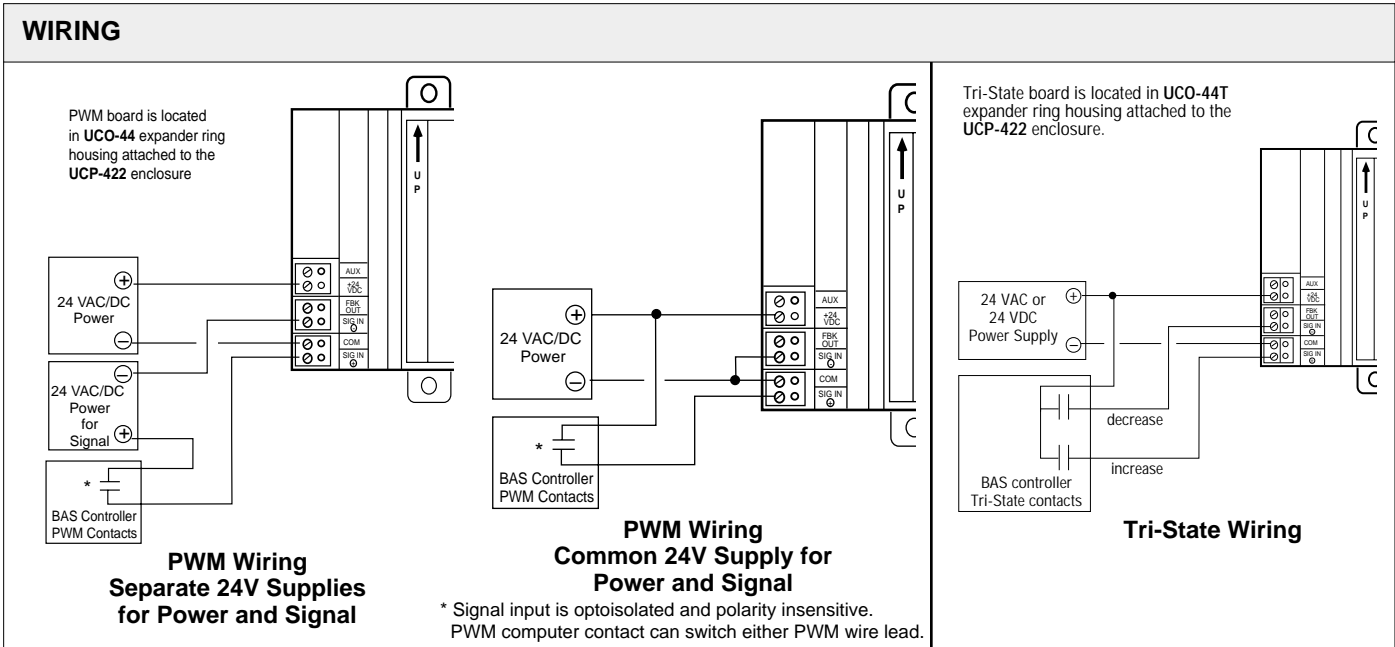 WIRING
PWM board is located
in UCO-44 expander ring
housing attached to the
UCP-422 enclosure
U
P
AUX
+24
VDC
FBK
OUT
SIG IN
⊖
COM
SIG IN
⊕
+
24 VAC/DC
Power
−
−
24 VAC/DC
Power
for
Signal
+
*
BAS Controller
PWM Contacts
PWM Wiring
Separate 24V Supplies
for Power and Signal
U
P
AUX
+24
VDC
FBK
OUT
SIG IN
⊖
COM
SIG IN
⊕
+
24 VAC/DC
Power
−
*
BAS Controller
PWM Contacts
PWM Wiring
Common 24V Supply for
Power and Signal
* Signal input is optoisolated and polarity insensitive.
PWM computer contact can switch either PWM wire lead.
Tri-State board is located in UCO-44T
expander ring housing attached to the
UCP-422 enclosure.
U
P
AUX
+24
VDC
FBK
OUT
SIG IN
⊖
COM
SIG IN
⊕
24 VAC or
24 VDC
Power Supply
+
−
decrease
increase
BAS controller
Tri-State contacts
Tri-State Wiring